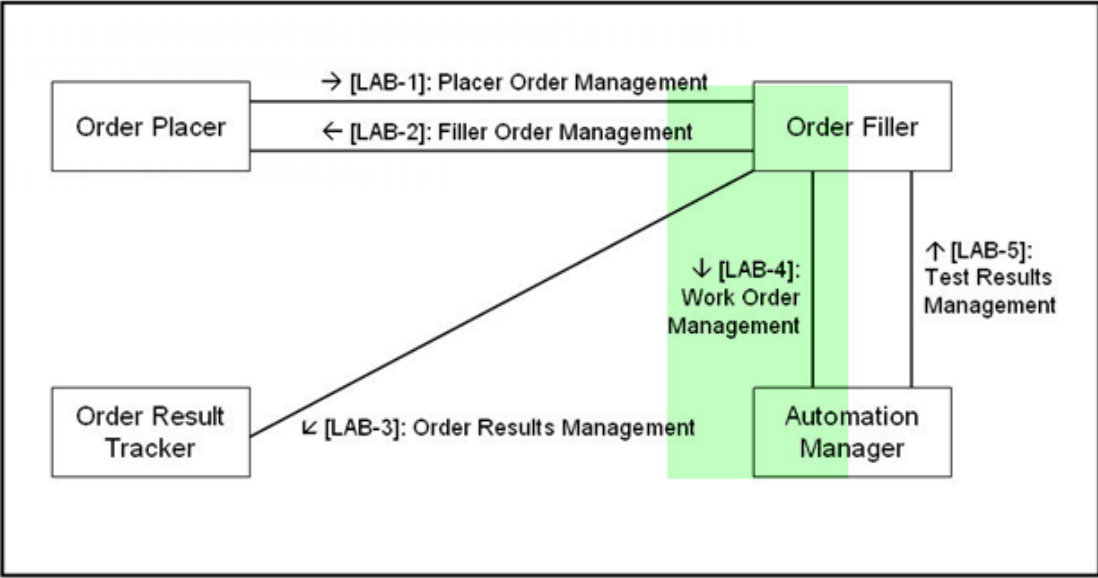 → [LAB-1]: Placer Order Management
Order Placer
← [LAB-2]: Filler Order Management
Order Filler
↓ [LAB-4]:
Work Order
Management
↑ [LAB-5]:
Test Results
Management
Order Result
Tracker
↙ [LAB-3]: Order Results Management
Automation
Manager